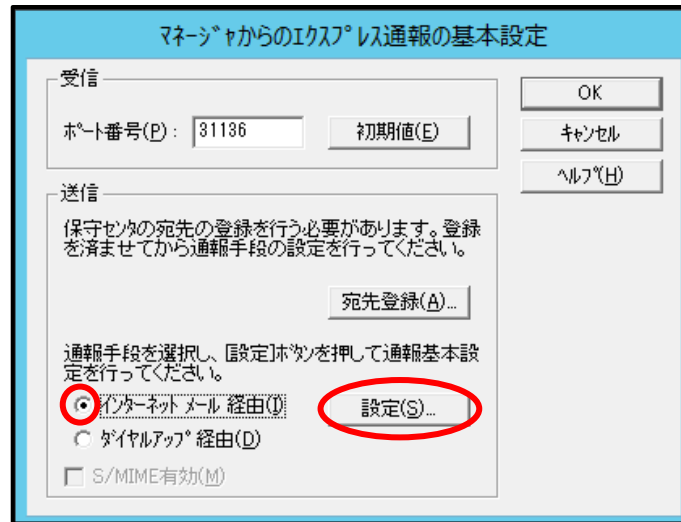 マネージャからのエクスプレス通報の基本設定
受信
OK
ポート番号(P): 31136 初期値(E)
キャンセル
ヘルプ(H)
送信
保守センタの宛先の登録を行う必要があります。登録
を済ませてから通報手段の設定を行ってください。
宛先登録(A)...
通報手段を選択し、[設定]ボタンを押して通報基本設
定を行ってください。
インターネット メール 経由(I) 設定(S)...
ダイヤルアップ 経由(D)
S/MIME有効(M)